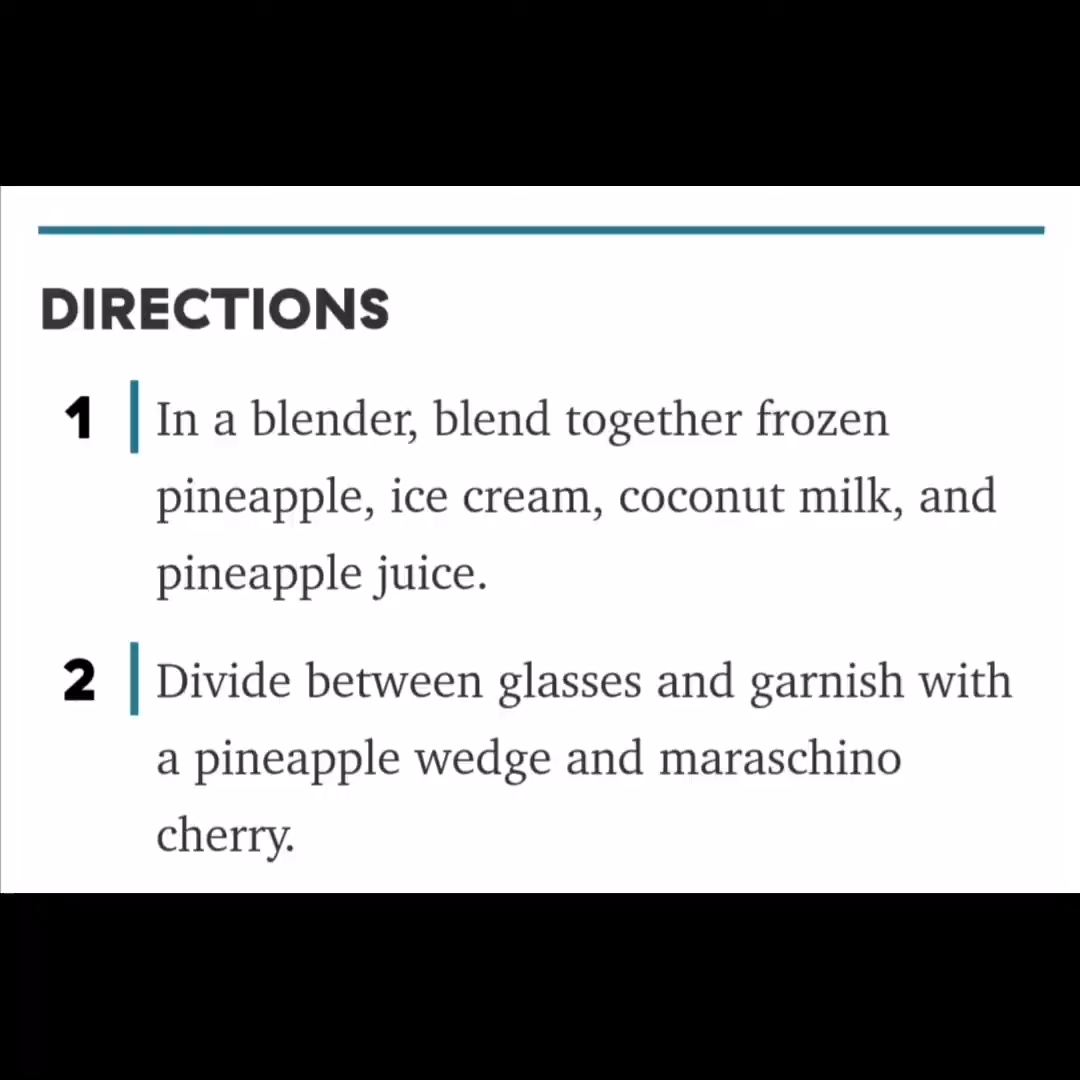 DIRECTIONS
1 In a blender, blend together frozen
pineapple, ice cream, coconut milk, and
pineapple juice.
2 Divide between glasses and garnish with
a pineapple wedge and maraschino
cherry.